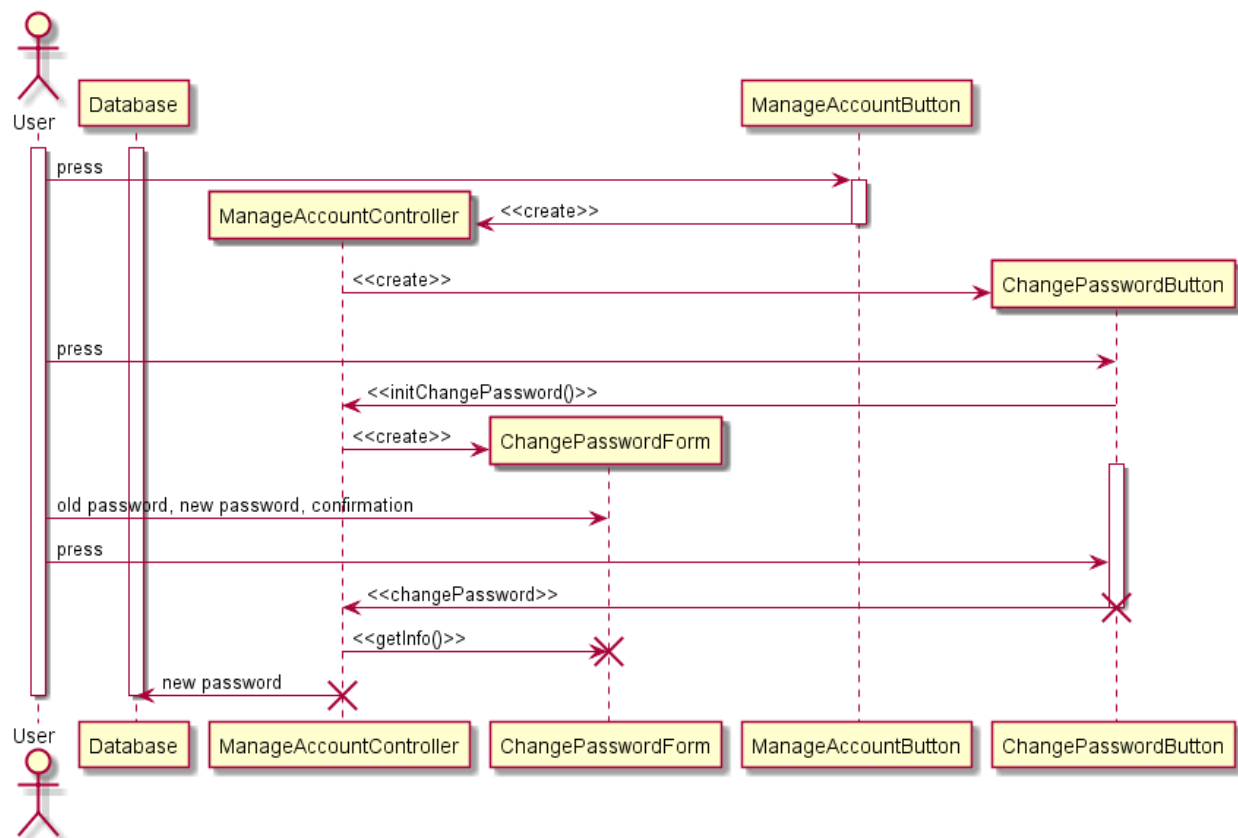 User
Database
ManageAccountButton
press
ManageAccountController
<<create>>
<<create>>
ChangePasswordButton
press
<<initChangePassword()>>
<<create>>
ChangePasswordForm
old password, new password, confirmation
press
<<changePassword>>
<<getInfo()>>
new password
User
Database
ManageAccountController
ChangePasswordForm
ManageAccountButton
ChangePasswordButton